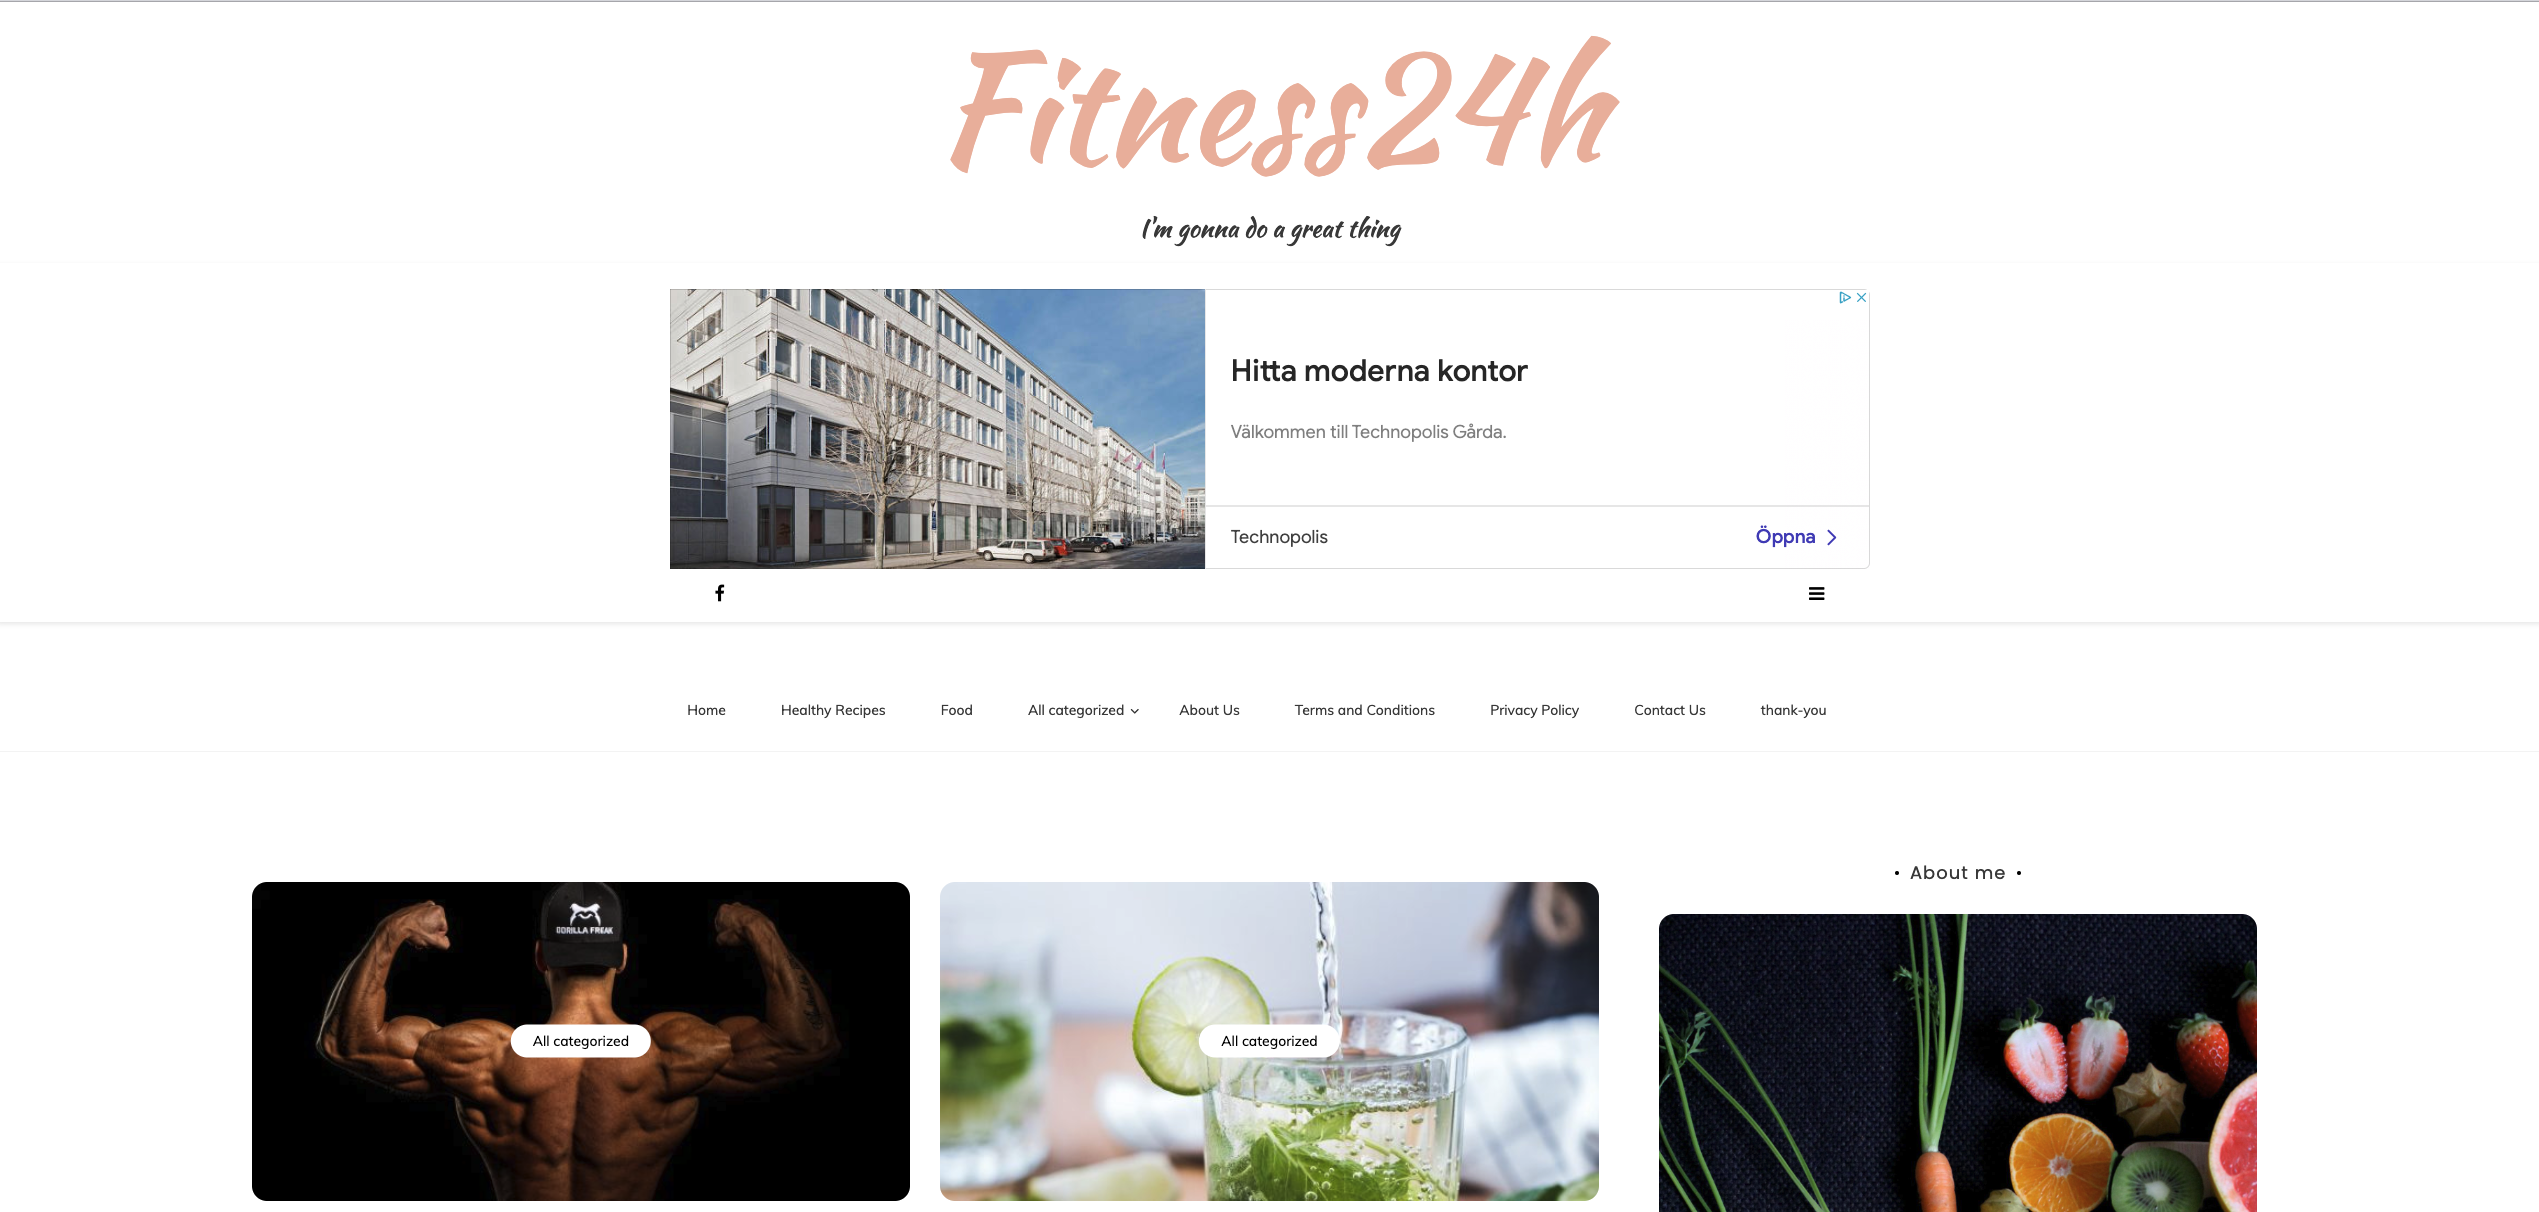 Fitness24h
I'm gonna do a great thing
Hitta moderna kontor
Välkommen till Technopolis Gårda.
Technopolis
Öppna
Home
Healthy Recipes
Food
All categorized
About Us
Terms and Conditions
Privacy Policy
Contact Us
thank-you
About me
GORILLA FREAK
All categorized
All categorized